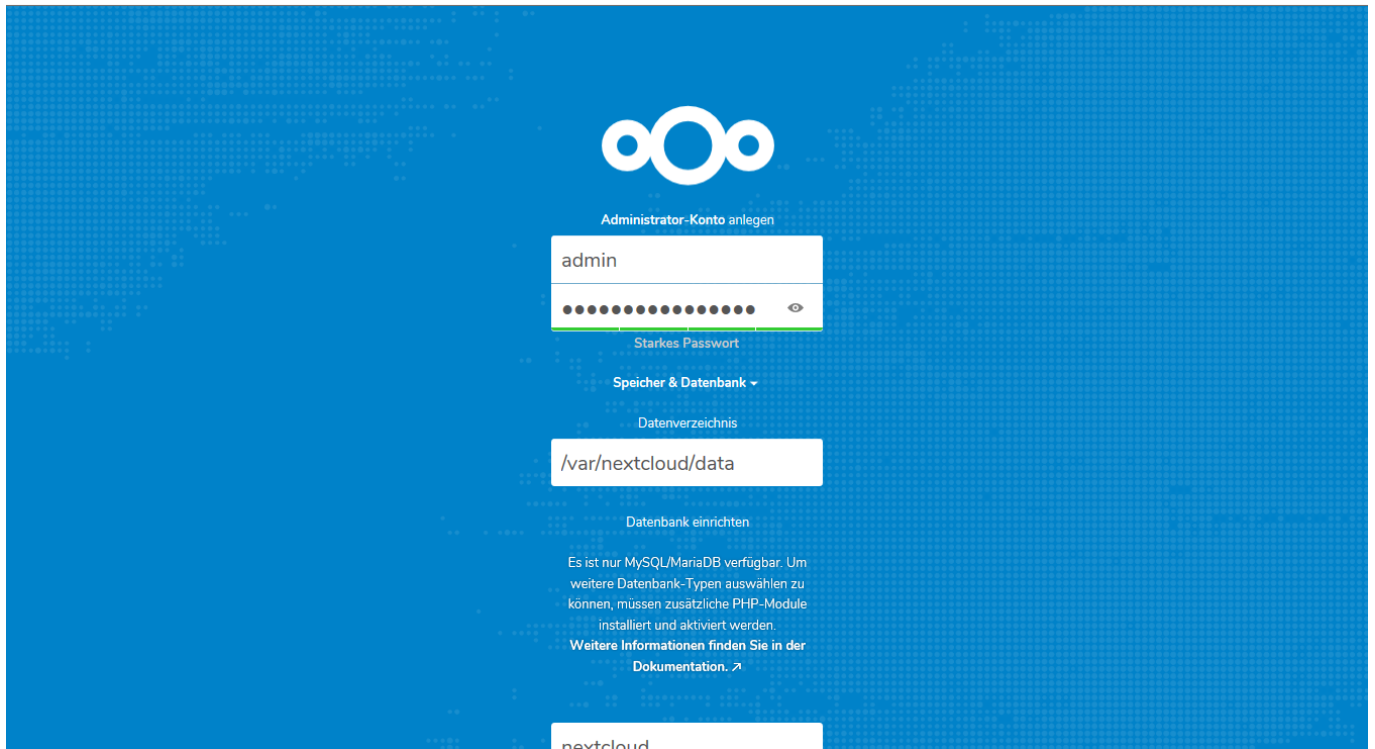 Administrator-Konto anlegen
admin
Starkes Passwort
Speicher & Datenbank
Datenverzeichnis
/var/nextcloud/data
Datenbank einrichten
Es ist nur MySQL/MariaDB verfügbar. Um
weitere Datenbank-Typen auswählen zu
können, müssen zusätzliche PHP-Module
installiert und aktiviert werden.
Weitere Informationen finden Sie in der
Dokumentation. ↗
nextcloud